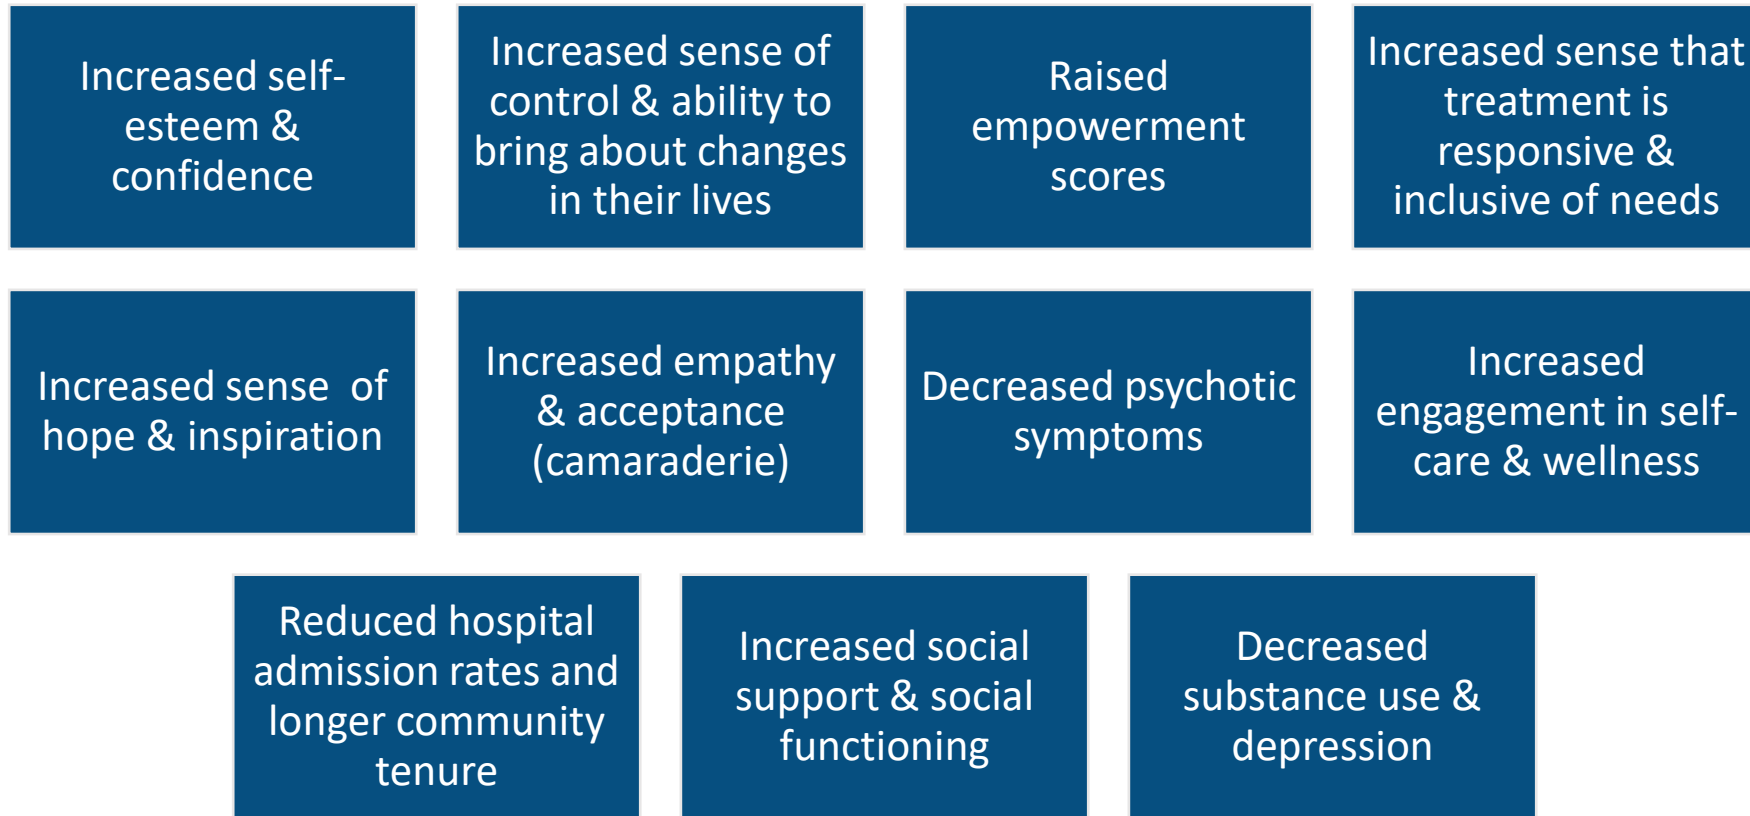 Increased self-
esteem &
confidence
Increased sense of
control & ability to
bring about changes
in their lives
Raised
empowerment
scores
Increased sense that
treatment is
responsive &
inclusive of needs
Increased sense  of
hope & inspiration
Increased empathy
& acceptance
(camaraderie)
Decreased psychotic
symptoms
Increased
engagement in self-
care & wellness
Reduced hospital
admission rates and
longer community
tenure
Increased social
support & social
functioning
Decreased
substance use &
depression